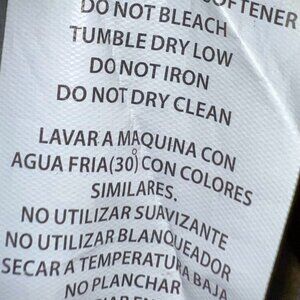 SOFTENER
DO NOT BLEACH
TUMBLE DRY LOW
DO NOT IRON
DO NOT DRY CLEAN
LAVAR A MAQUINA CON
AGUA FRIA(30°) CON COLORES
SIMILARES.
NO UTILIZAR SUAVIZANTE
NO UTILIZAR BLANQUEADOR
SECAR A TEMPERATURA BAJA
NO PLANCHAR